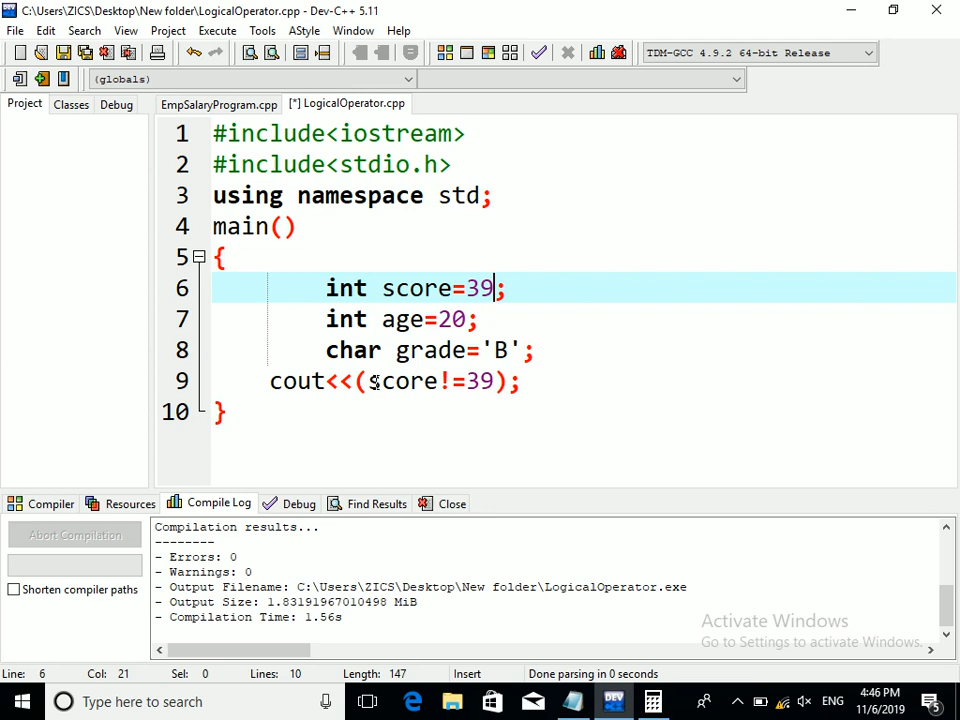 C:\Users\ZICS\Desktop\New folder\LogicalOperator.cpp - Dev-C++ 5.11
File Edit Search View Project Execute Tools AStyle Window Help
TDM-GCC 4.9.2 64-bit Release
(globals)
Project Classes Debug EmpSalaryProgram.cpp [*] LogicalOperator.cpp
1 #include<iostream>
2 #include<stdio.h>
3 using namespace std;
4 main()
5 {
6 int score=39;
7 int age=20;
8 char grade='B';
9 cout<<(score!=39);
10 }
Compiler Resources Compile Log Debug Find Results Close
Abort Compilation
Shorten compiler paths
Compilation results...
--------
- Errors: 0
- Warnings: 0
- Output Filename: C:\Users\ZICS\Desktop\New folder\LogicalOperator.exe
- Output Size: 1.83191967010498 MiB
- Compilation Time: 1.56s
Activate Windows
Go to Settings to activate Windows.
Line: 6 Col: 21 Sel: 0 Lines: 10 Length: 147 Insert Done parsing in 0 seconds
Type here to search
DEV
ENG
4:46 PM
11/6/2019
5